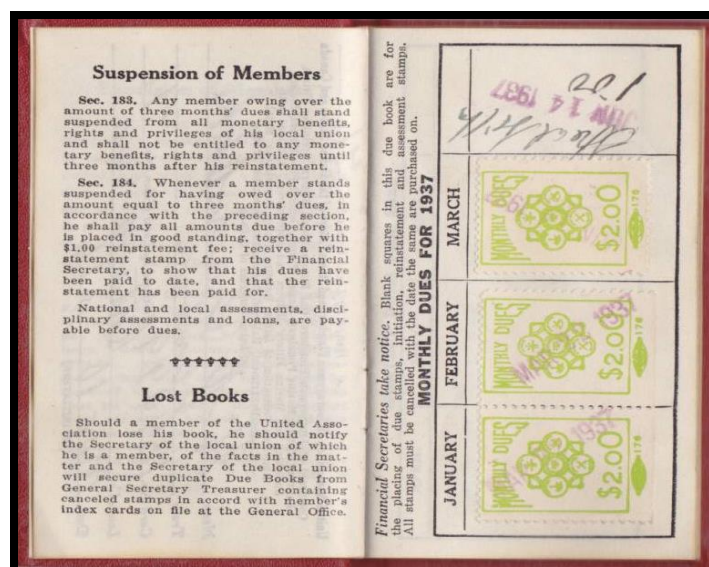 Suspension of Members
Sec. 183. Any member owing over the
amount of three months' dues shall stand
suspended from all monetary benefits,
rights and privileges of his local union
and shall not be entitled to any mone-
tary benefits, rights and privileges until
three months after his reinstatement.
Sec. 184. Whenever a member stands
suspended for having owed over the
amount equal to three months' dues, in
accordance with the preceding section,
he shall pay all amounts due before he
is placed in good standing, together with
$1.00 reinstatement fee; receive a rein-
statement stamp from the Financial
Secretary, to show that his dues have
been paid to date, and that the rein-
statement has been paid for.
National and local assessments, disci-
plinary assessments and loans, are pay-
able before dues.
Lost Books
Should a member of the United Asso-
ciation lose his book, he should notify
the Secretary of the local union of which
he is a member, of the facts in the mat-
ter and the Secretary of the local union
will secure duplicate Due Books from
General Secretary Treasurer containing
canceled stamps in accord with member's
index cards on file at the General Office.
Financial Secretaries take notice. Blank squares in this due book are for
the placing of due stamps, initiation, reinstatement and assessment stamps.
All stamps must be cancelled with the date the same are purchased on.
MONTHLY DUES FOR 1937
JANUARY
FEBRUARY
MARCH
MONTHLY DUES
$2.00
176
1937
MONTHLY DUES
$2.00
1937
MONTHLY DUES
$2.00
176
JUN 14 1937
1 00